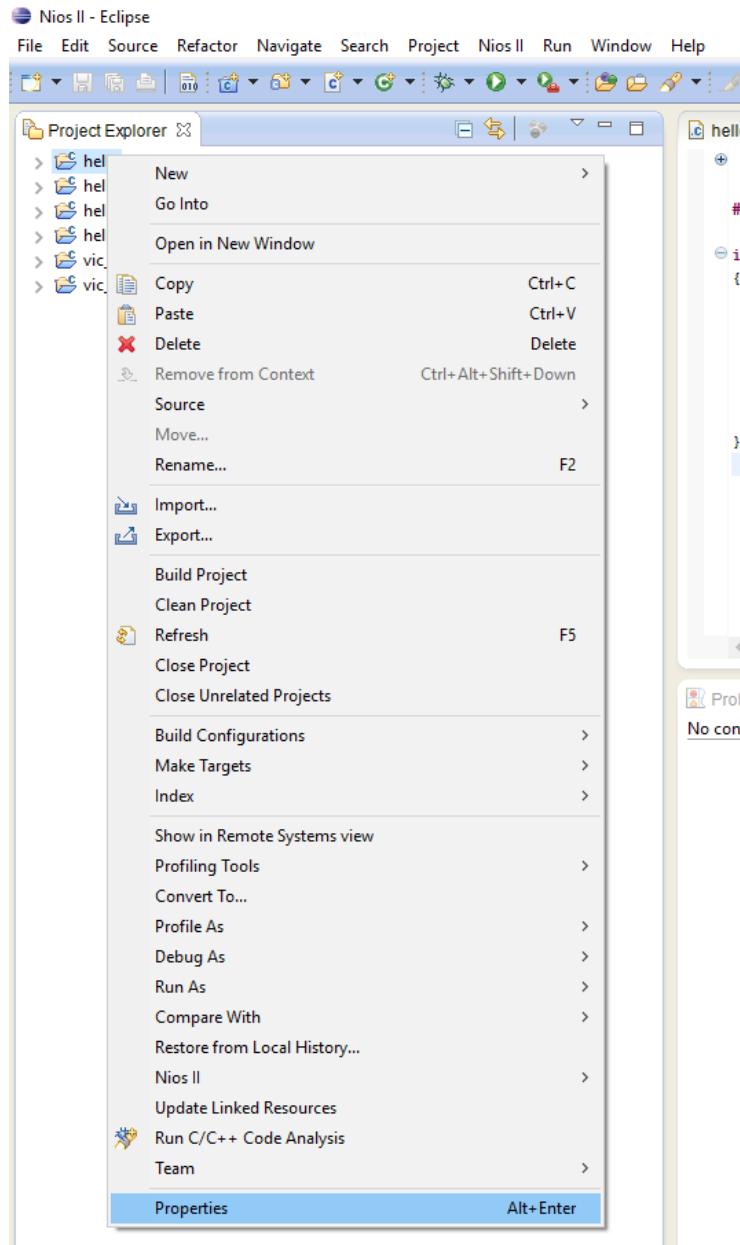 Nios II - Eclipse
File Edit Source Refactor Navigate Search Project Nios II Run Window Help
Project Explorer
hel
hel
hel
hel
vic_
vic_
New
Go Into
Open in New Window
Copy Ctrl+C
Paste Ctrl+V
Delete Delete
Remove from Context Ctrl+Alt+Shift+Down
Source
Move...
Rename... F2
Import...
Export...
Build Project
Clean Project
Refresh F5
Close Project
Close Unrelated Projects
Build Configurations
Make Targets
Index
Show in Remote Systems view
Profiling Tools
Convert To...
Profile As
Debug As
Run As
Compare With
Restore from Local History...
Nios II
Update Linked Resources
Run C/C++ Code Analysis
Team
Properties Alt+Enter
hell
#
i
{
}
No con